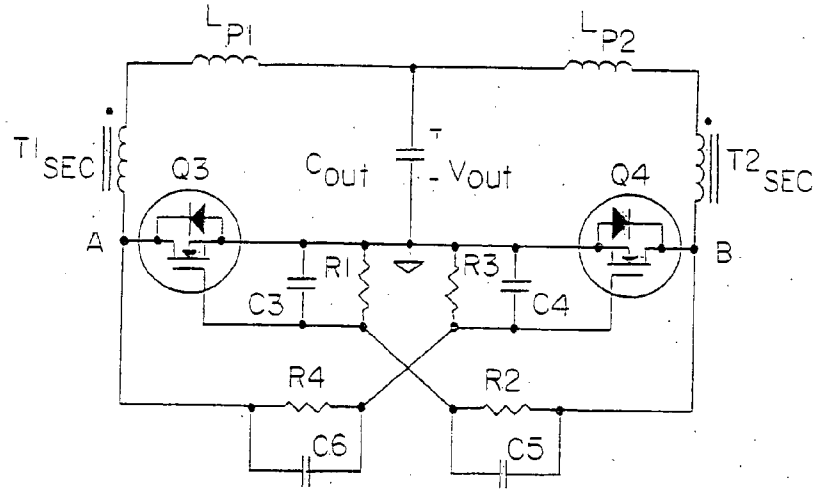 LP1
LP2
T1SEC
Q3
COUT
+
-
VOUT
Q4
T2SEC
A
B
R1
R3
C3
C4
R4
R2
C6
C5